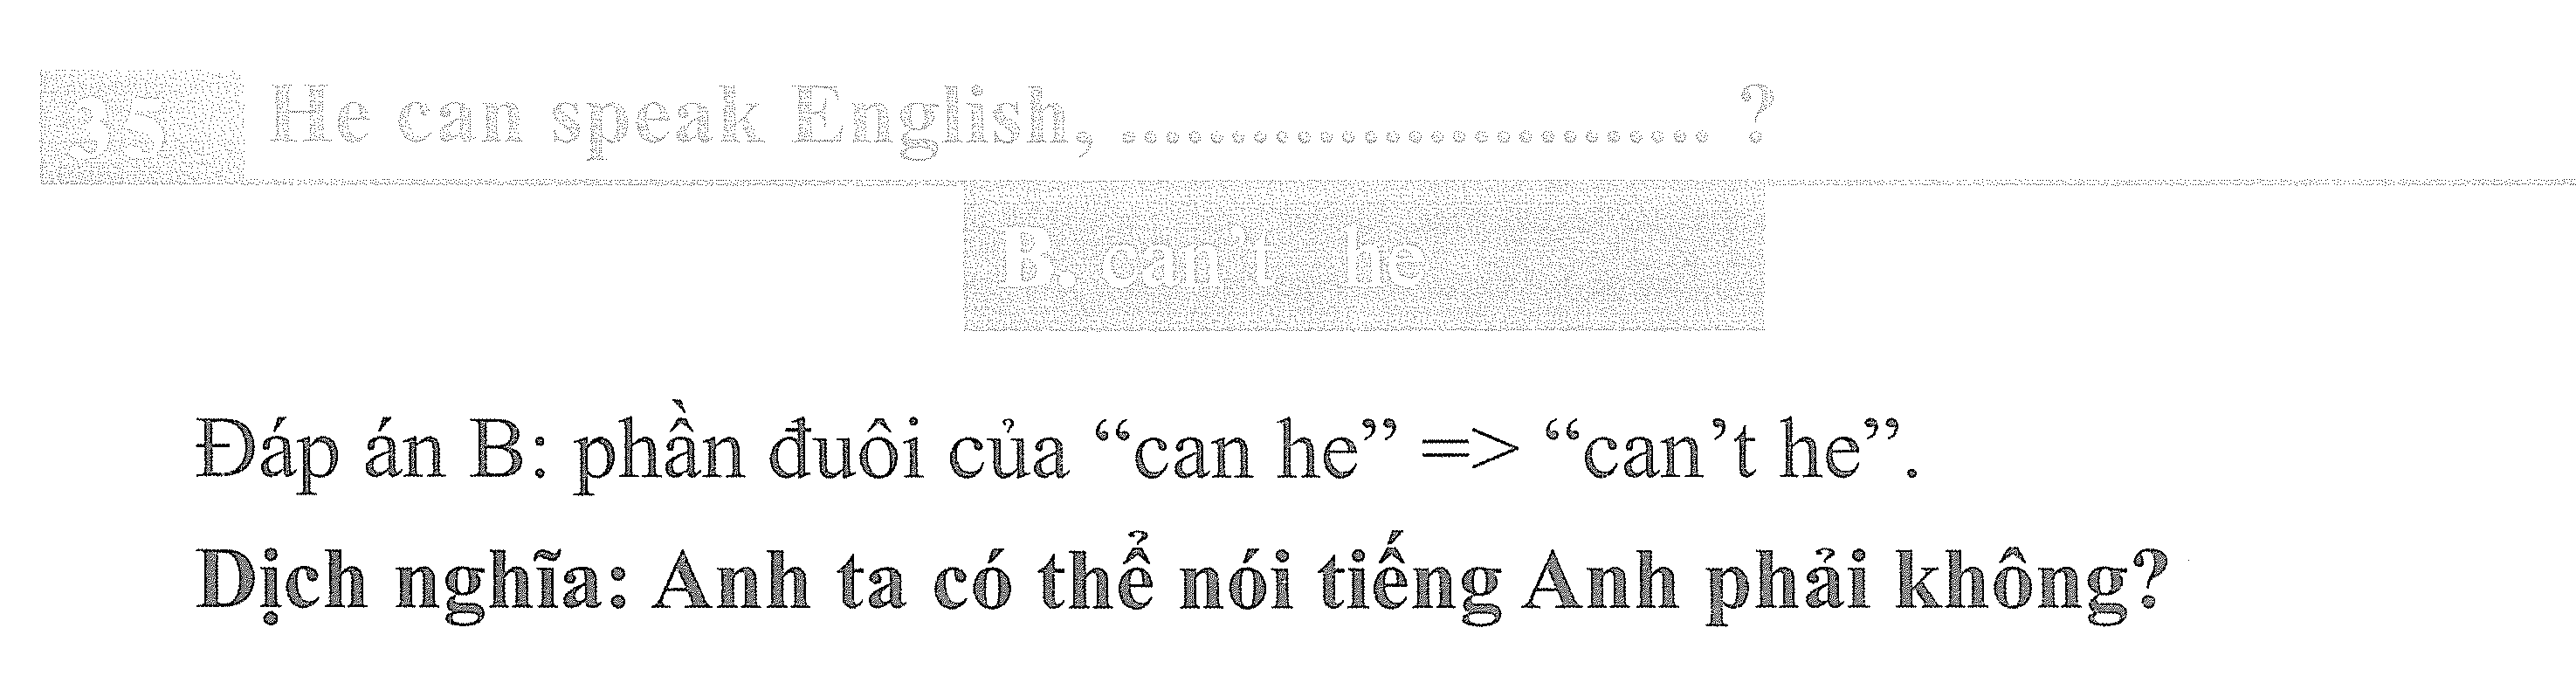 35 He can speak English, ........................... ?
B. can't he
Đáp án B: phần đuôi của “can he” => “can’t he”.
Dịch nghĩa: Anh ta có thể nói tiếng Anh phải không?